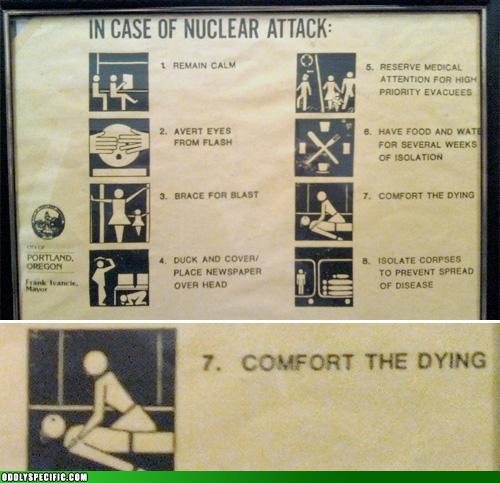 IN CASE OF NUCLEAR ATTACK:
1. REMAIN CALM
2. AVERT EYES
FROM FLASH
3. BRACE FOR BLAST
4. DUCK AND COVER/
PLACE NEWSPAPER
OVER HEAD
5. RESERVE MEDICAL
ATTENTION FOR HIGH
PRIORITY EVACUEES
6. HAVE FOOD AND WATE
FOR SEVERAL WEEKS
OF ISOLATION
7. COMFORT THE DYING
8. ISOLATE CORPSES
TO PREVENT SPREAD
OF DISEASE
CITY OF
PORTLAND,
OREGON
Frank Ivancie,
Mayor
7. COMFORT THE DYING
ODDLYSPECIFIC.COM